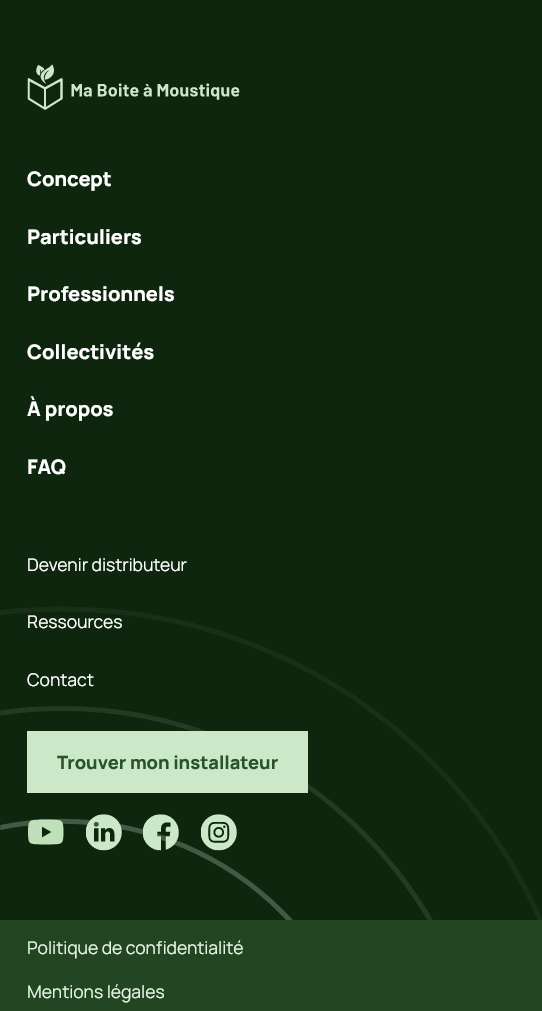 Ma Boite à Moustique
Concept
Particuliers
Professionnels
Collectivités
À propos
FAQ
Devenir distributeur
Ressources
Contact
Trouver mon installateur
Politique de confidentialité
Mentions légales